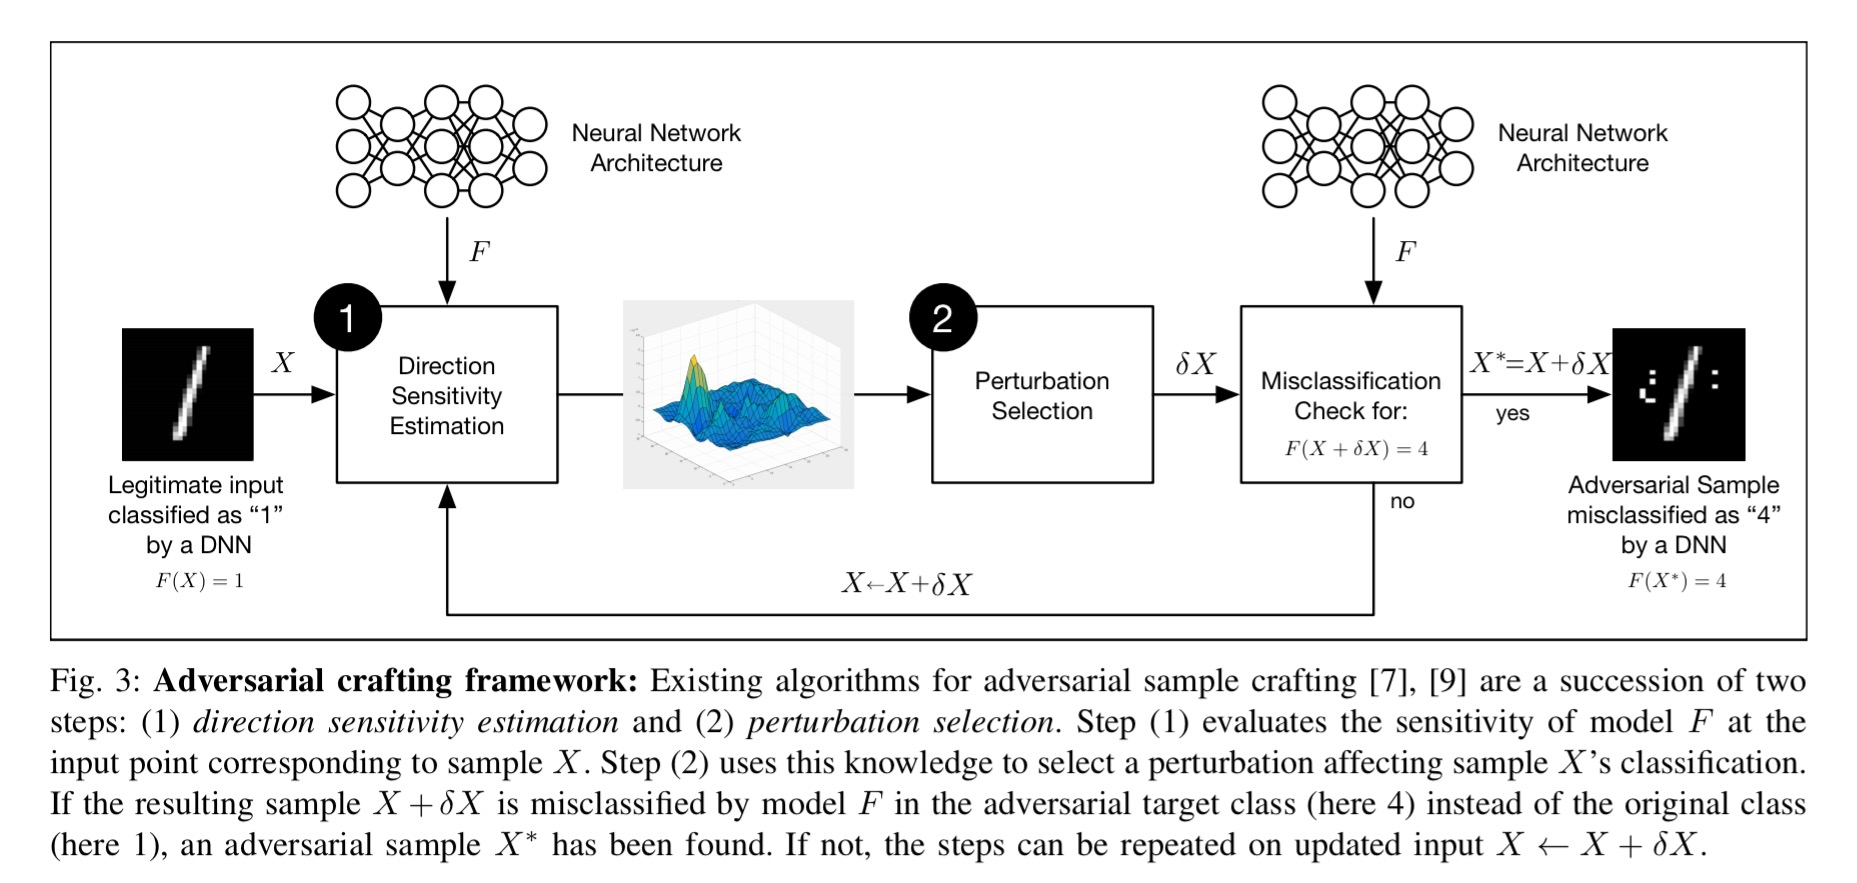 Neural Network
Architecture
Neural Network
Architecture
F
F
1
2
X
Direction
Sensitivity
Estimation
Perturbation
Selection
δX
Misclassification
Check for:
F(X + δX) = 4
X*=X+δX
yes
no
Legitimate input
classified as “1”
by a DNN
F(X) = 1
Adversarial Sample
misclassified as “4”
by a DNN
F(X*) = 4
X←X+δX
Fig. 3: Adversarial crafting framework: Existing algorithms for adversarial sample crafting [7], [9] are a succession of two
steps: (1) direction sensitivity estimation and (2) perturbation selection. Step (1) evaluates the sensitivity of model F at the
input point corresponding to sample X. Step (2) uses this knowledge to select a perturbation affecting sample X’s classification.
If the resulting sample X + δX is misclassified by model F in the adversarial target class (here 4) instead of the original class
(here 1), an adversarial sample X* has been found. If not, the steps can be repeated on updated input X ← X + δX.